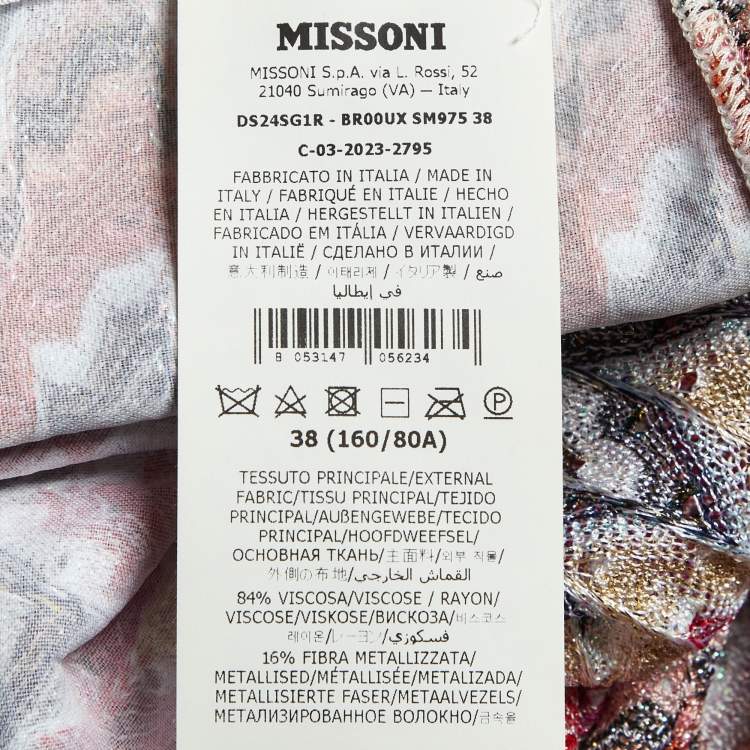 MISSONI
MISSONI S.p.A. via L. Rossi, 52
21040 Sumirago (VA) — Italy
DS24SG1R - BR00UX SM975 38
C-03-2023-2795
FABBRICATO IN ITALIA / MADE IN
ITALY / FABRIQUÉ EN ITALIE / HECHO
EN ITALIA / HERGESTELLT IN ITALIEN /
FABRICADO EM ITÁLIA / VERVAARDIGD
IN ITALIË / СДЕЛАНО В ИТАЛИИ /
意大利制造 / 이태리제 / イタリア製 / صنع
في إيطاليا
8 053147 056234
P
38 (160/80A)
TESSUTO PRINCIPALE/EXTERNAL
FABRIC/TISSU PRINCIPAL/TEJIDO
PRINCIPAL/AUßENGEWEBE/TECIDO
PRINCIPAL/HOOFDWEEFSEL/
ОСНОВНАЯ ТКАНЬ/主面料/외부 직물/
外側の布地/القماش الخارجي/
84% VISCOSA/VISCOSE / RAYON/
VISCOSE/VISKOSE/ВИСКОЗА/비스코스
레이온/レーヨン/فسكوزي/
16% FIBRA METALLIZZATA/
METALLISED/MÉTALLISÉE/METALIZADA/
METALLISIERTE FASER/METAALVEZELS/
МЕТАЛИЗИРОВАННОЕ ВОЛОКНО/금속율